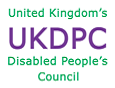 United Kingdom's
UKDPC
Disabled People's
Council